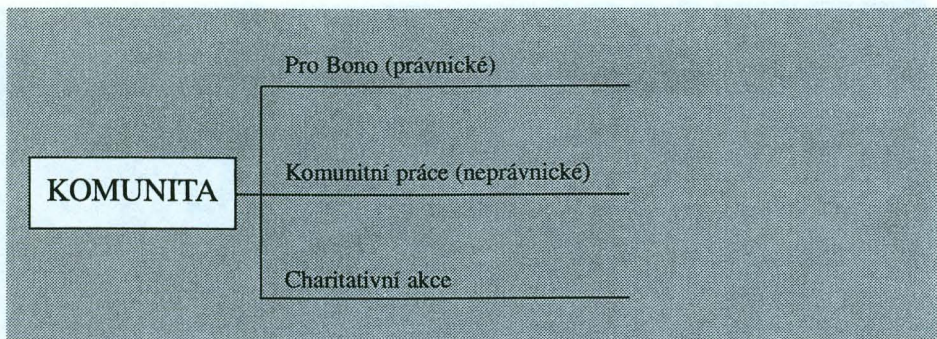 Pro Bono (právnické)
Komunitní práce (neprávnické)
KOMUNITA
Charitativní akce